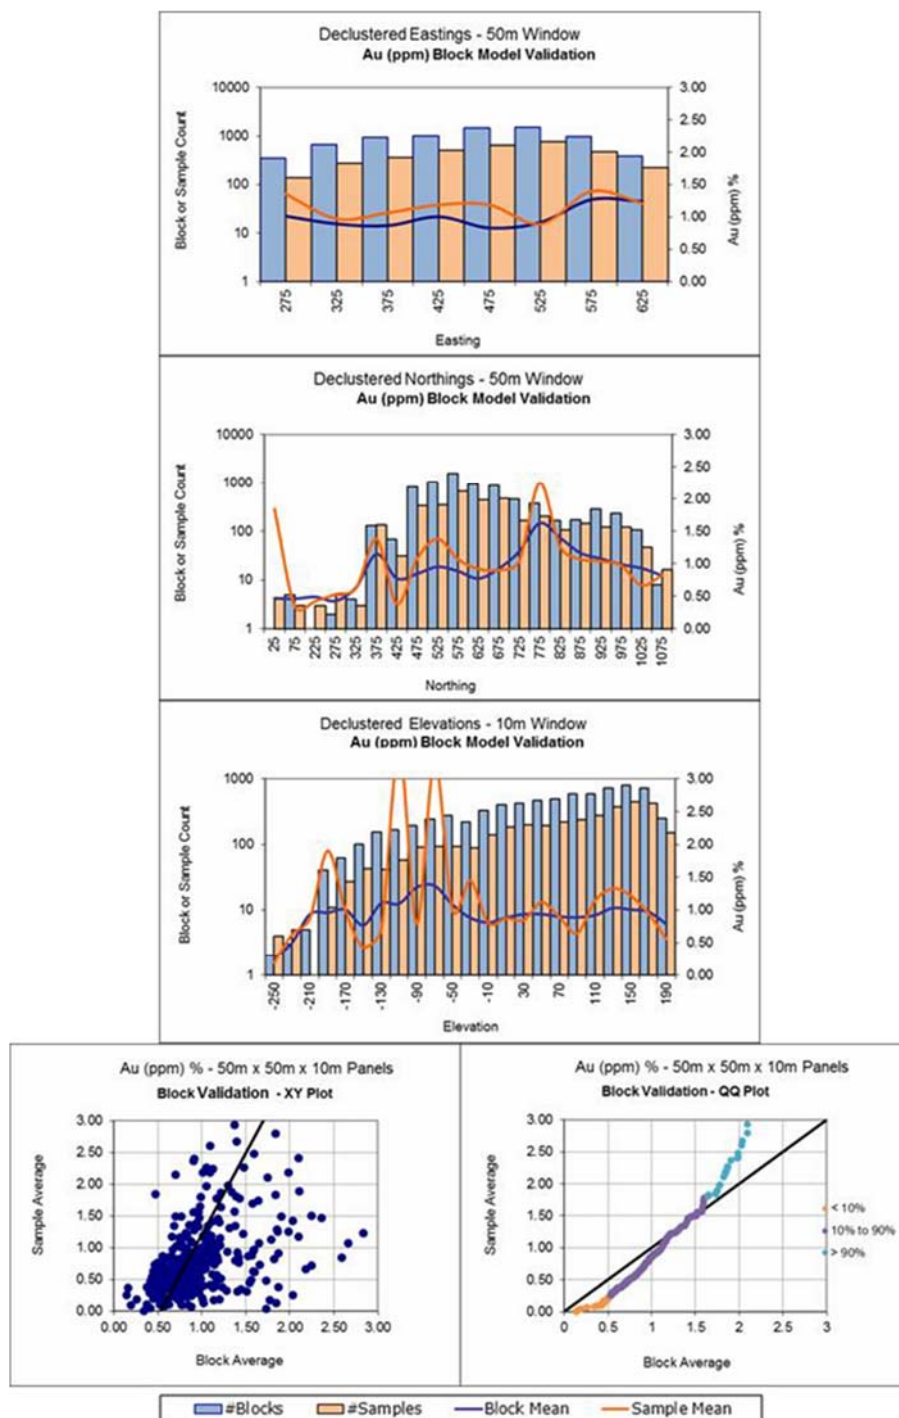 Declustered Eastings - 50m Window
Au (ppm) Block Model Validation
Block or Sample Count
10000
1000
100
10
1
3.00
2.50
2.00
1.50
1.00
0.50
0.00
Au (ppm) %
275 325 375 425 475 525 575 625
Easting
Declustered Northings - 50m Window
Au (ppm) Block Model Validation
Block or Sample Count
10000
1000
100
10
1
3.00
2.50
2.00
1.50
1.00
0.50
0.00
Au (ppm) %
25 75 225 275 325 375 425 475 525 575 625 675 725 775 825 875 925 975 1025 1075
Northing
Declustered Elevations - 10m Window
Au (ppm) Block Model Validation
Block or Sample Count
1000
100
10
1
3.00
2.50
2.00
1.50
1.00
0.50
0.00
Au (ppm) %
-250 -210 -170 -130 -90 -50 -10 30 70 110 150 190
Elevation
Au (ppm) % - 50m x 50m x 10m Panels
Block Validation - XY Plot
Sample Average
3.00
2.50
2.00
1.50
1.00
0.50
0.00
0.00 0.50 1.00 1.50 2.00 2.50 3.00
Block Average
Au (ppm) % - 50m x 50m x 10m Panels
Block Validation - QQ Plot
Sample Average
3.00
2.50
2.00
1.50
1.00
0.50
0.00
0 0.5 1 1.5 2 2.5 3
Block Average
< 10%
10% to 90%
> 90%
#Blocks #Samples Block Mean Sample Mean